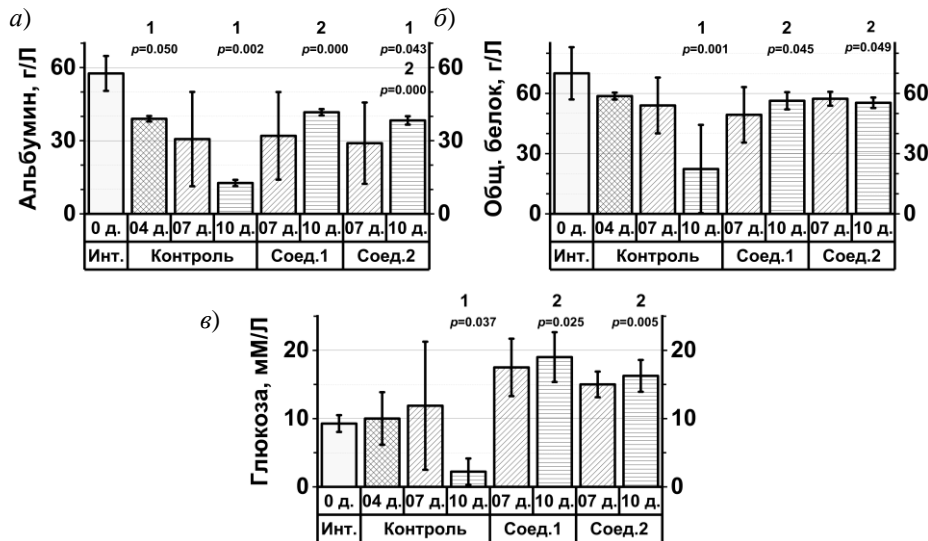 а)
1 1 2 1
p=0.050 p=0.002 p=0.000 p=0.043
2
p=0.000
Альбумин, г/Л
60 60
30 30
0 0
0 д. 04 д. 07 д. 10 д. 07 д. 10 д. 07 д. 10 д.
Инт. Контроль Соед.1 Соед.2
б)
1 2 2
p=0.001 p=0.045 p=0.049
Общ. белок, г/Л
90
60 60
30 30
0 0
0 д. 04 д. 07 д. 10 д. 07 д. 10 д. 07 д. 10 д.
Инт. Контроль Соед.1 Соед.2
в)
1 2 2
p=0.037 p=0.025 p=0.005
Глюкоза, мМ/Л
20 20
10 10
0 0
0 д. 04 д. 07 д. 10 д. 07 д. 10 д. 07 д. 10 д.
Инт. Контроль Соед.1 Соед.2